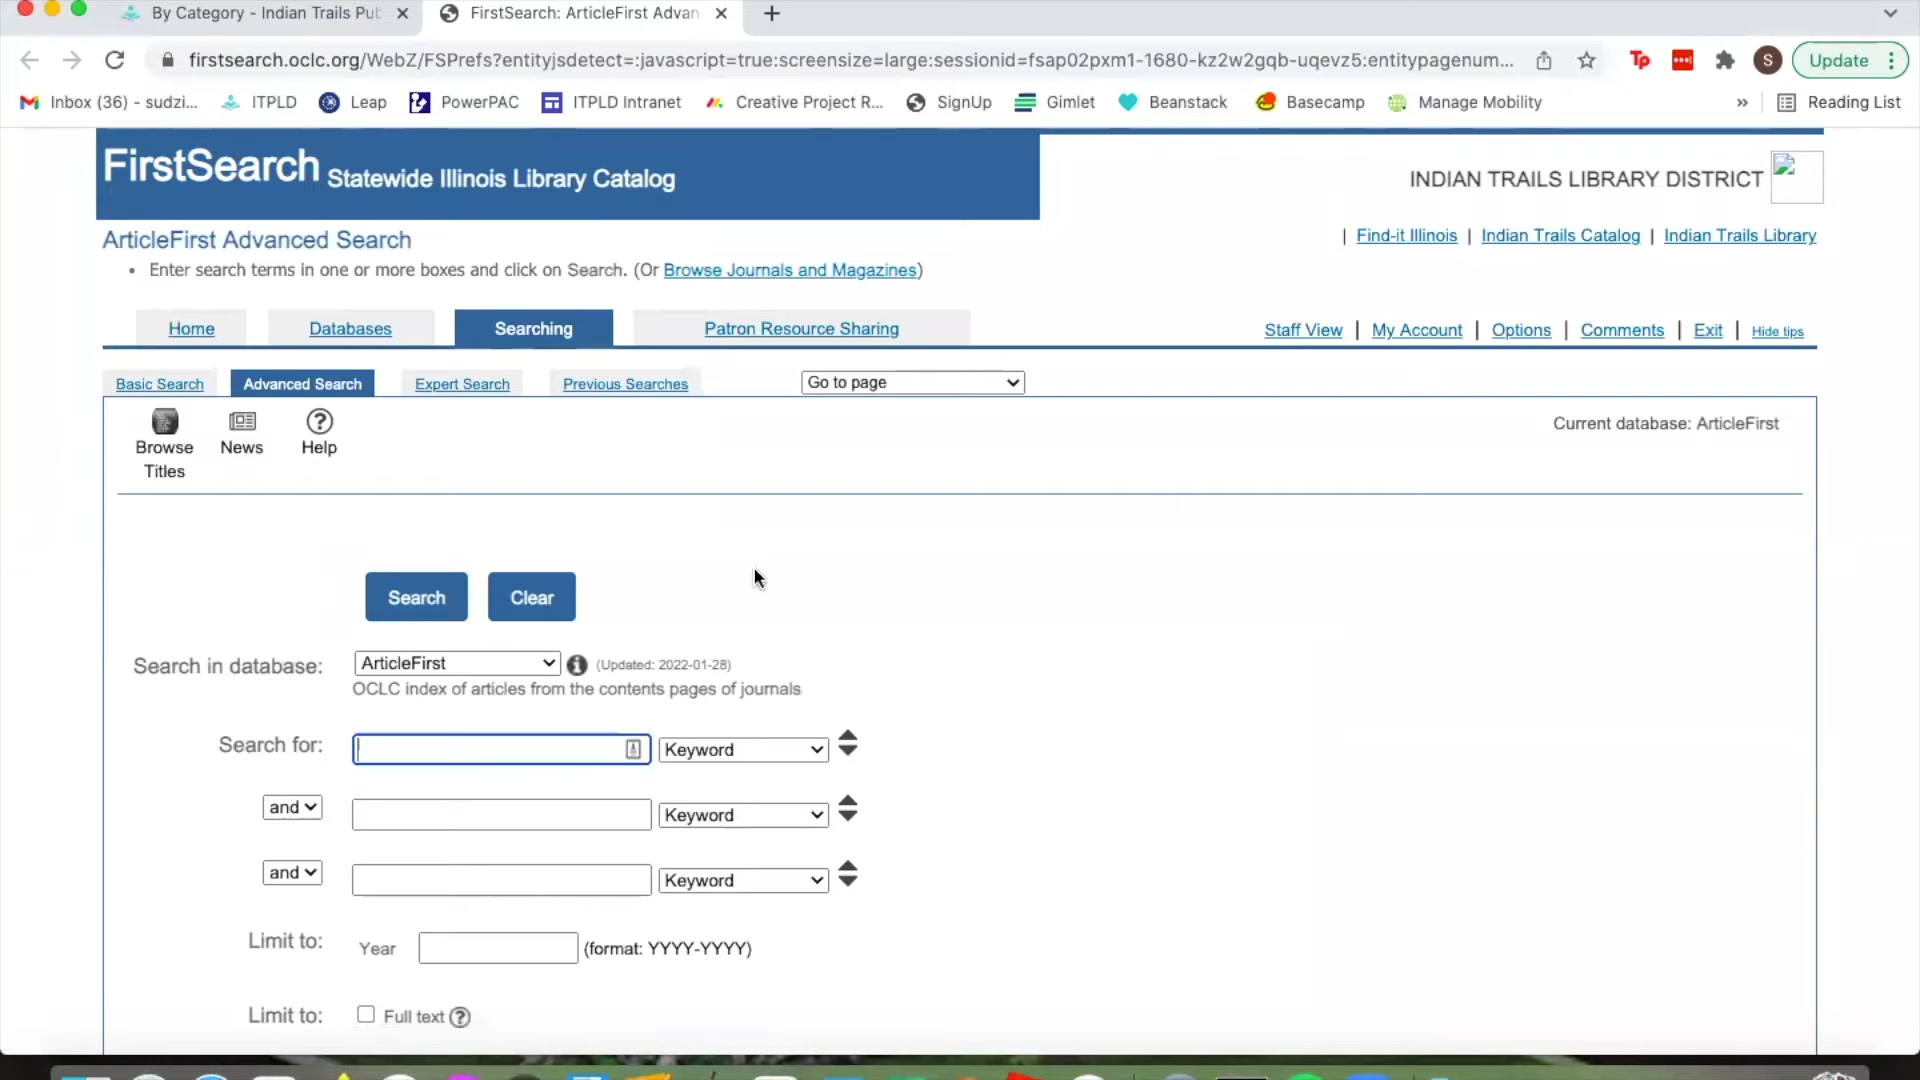 By Category - Indian Trails Pub
FirstSearch: ArticleFirst Advan
firstsearch.oclc.org/WebZ/FSPrefs?entityjsdetect=:javascript=true:screensize=large:sessionid=fsap02pxm1-1680-kz2w2gqb-uqevz5:entitypagenum...
Tp
S
Update
Inbox (36) - sudzi...
ITPLD
Leap
PowerPAC
ITPLD Intranet
Creative Project R...
SignUp
Gimlet
Beanstack
Basecamp
Manage Mobility
»
Reading List
FirstSearch Statewide Illinois Library Catalog
INDIAN TRAILS LIBRARY DISTRICT
ArticleFirst Advanced Search
| Find-it Illinois | Indian Trails Catalog | Indian Trails Library
• Enter search terms in one or more boxes and click on Search. (Or Browse Journals and Magazines)
Home
Databases
Searching
Patron Resource Sharing
Staff View | My Account | Options | Comments | Exit | Hide tips
Basic Search
Advanced Search
Expert Search
Previous Searches
Go to page
Browse
Titles
News
Help
Current database: ArticleFirst
Search
Clear
Search in database:
ArticleFirst
(Updated: 2022-01-28)
OCLC index of articles from the contents pages of journals
Search for:
Keyword
and
Keyword
and
Keyword
Limit to:
Year
(format: YYYY-YYYY)
Limit to:
Full text